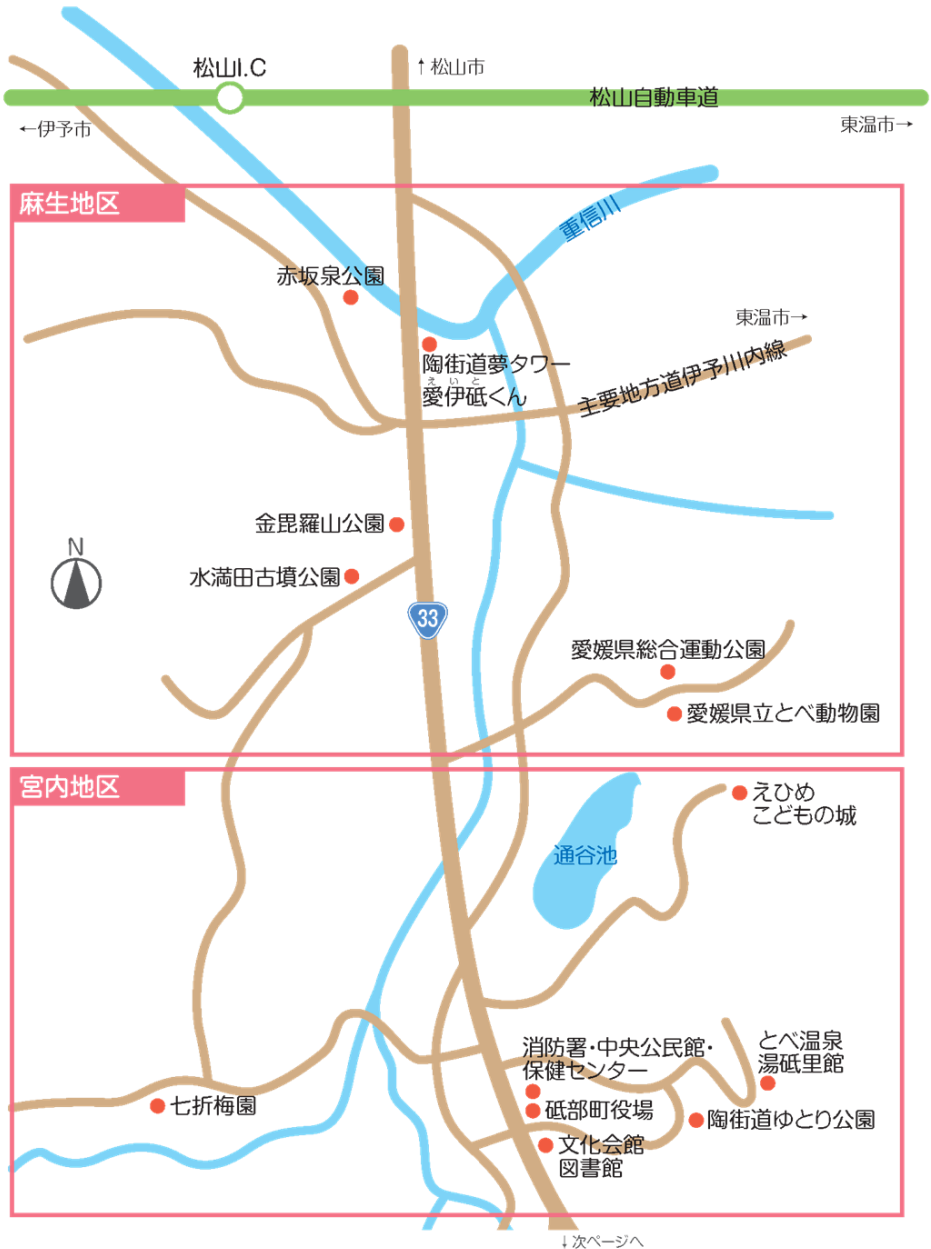 松山I.C
↑松山市
松山自動車道
←伊予市
東温市→
麻生地区
重信川
赤坂泉公園
東温市→
陶街道夢タワー
えいと
愛伊砥くん
主要地方道伊予川内線
金毘羅山公園
N
水満田古墳公園
33
愛媛県総合運動公園
愛媛県立とべ動物園
宮内地区
えひめ
こどもの城
通谷池
消防署・中央公民館・
保健センター
とべ温泉
湯砥里館
七折梅園
砥部町役場
陶街道ゆとり公園
文化会館
図書館
↓次ページへ